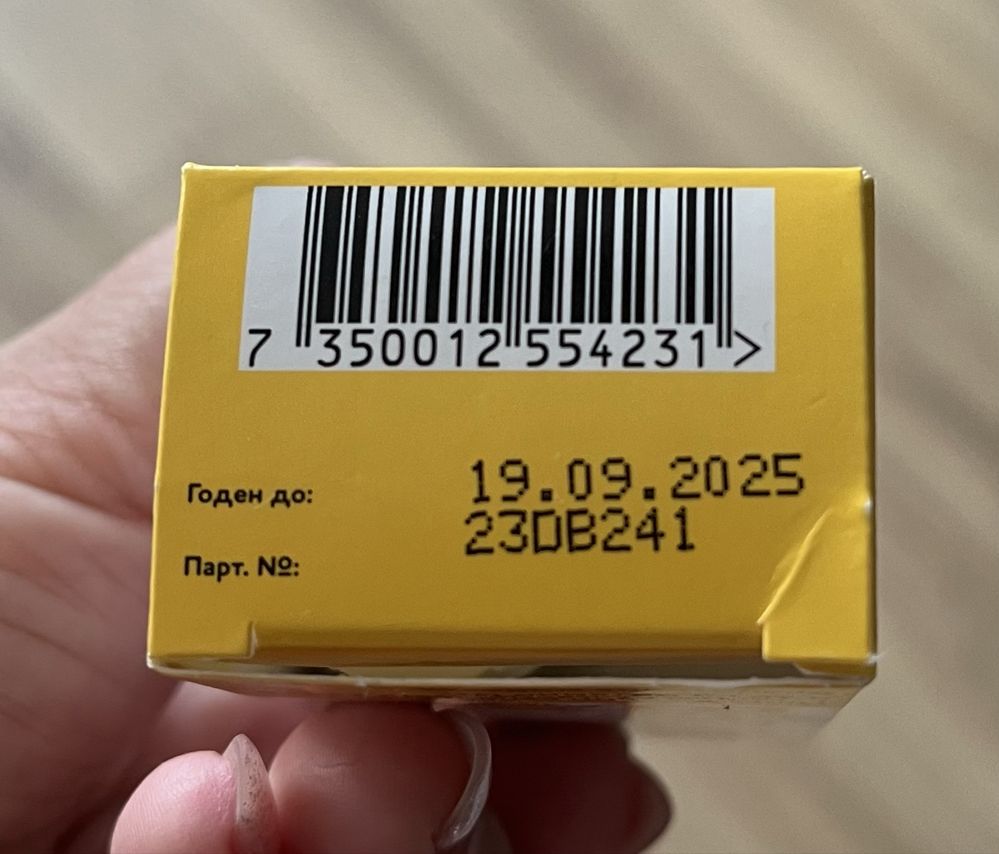 7 350012 554231 >
Годен до: 19.09.2025
23DB241
Парт. №: